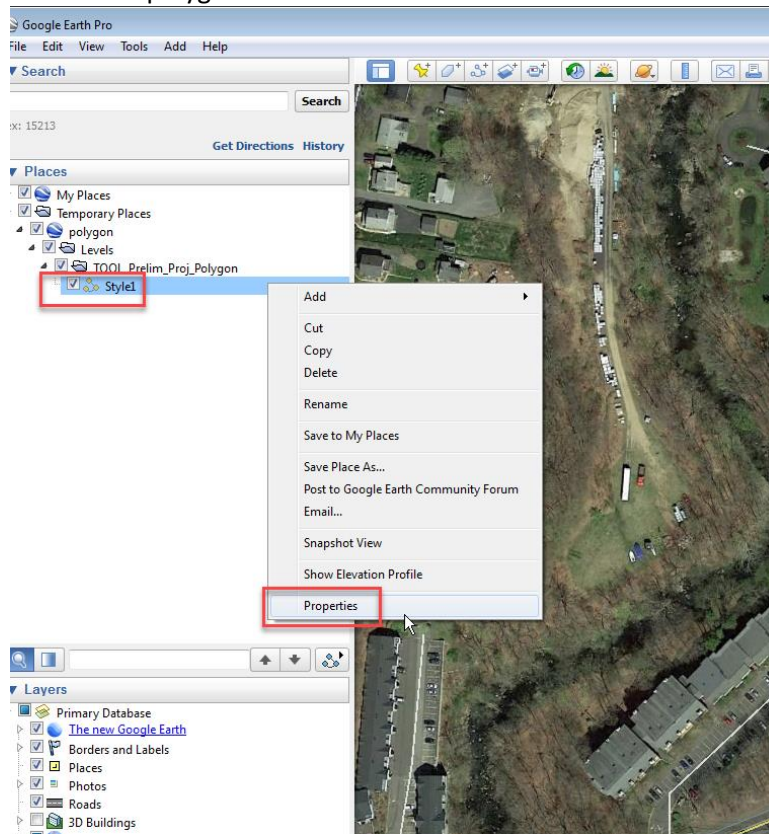 polyg
Google Earth Pro
File Edit View Tools Add Help
Search
Search
ex: 15213
Get Directions History
Places
My Places
Temporary Places
polygon
Levels
TOOL_Prelim_Proj_Polygon
Style1
Add
Cut
Copy
Delete
Rename
Save to My Places
Save Place As...
Post to Google Earth Community Forum
Email...
Snapshot View
Show Elevation Profile
Properties
Layers
Primary Database
The new Google Earth
Borders and Labels
Places
Photos
Roads
3D Buildings